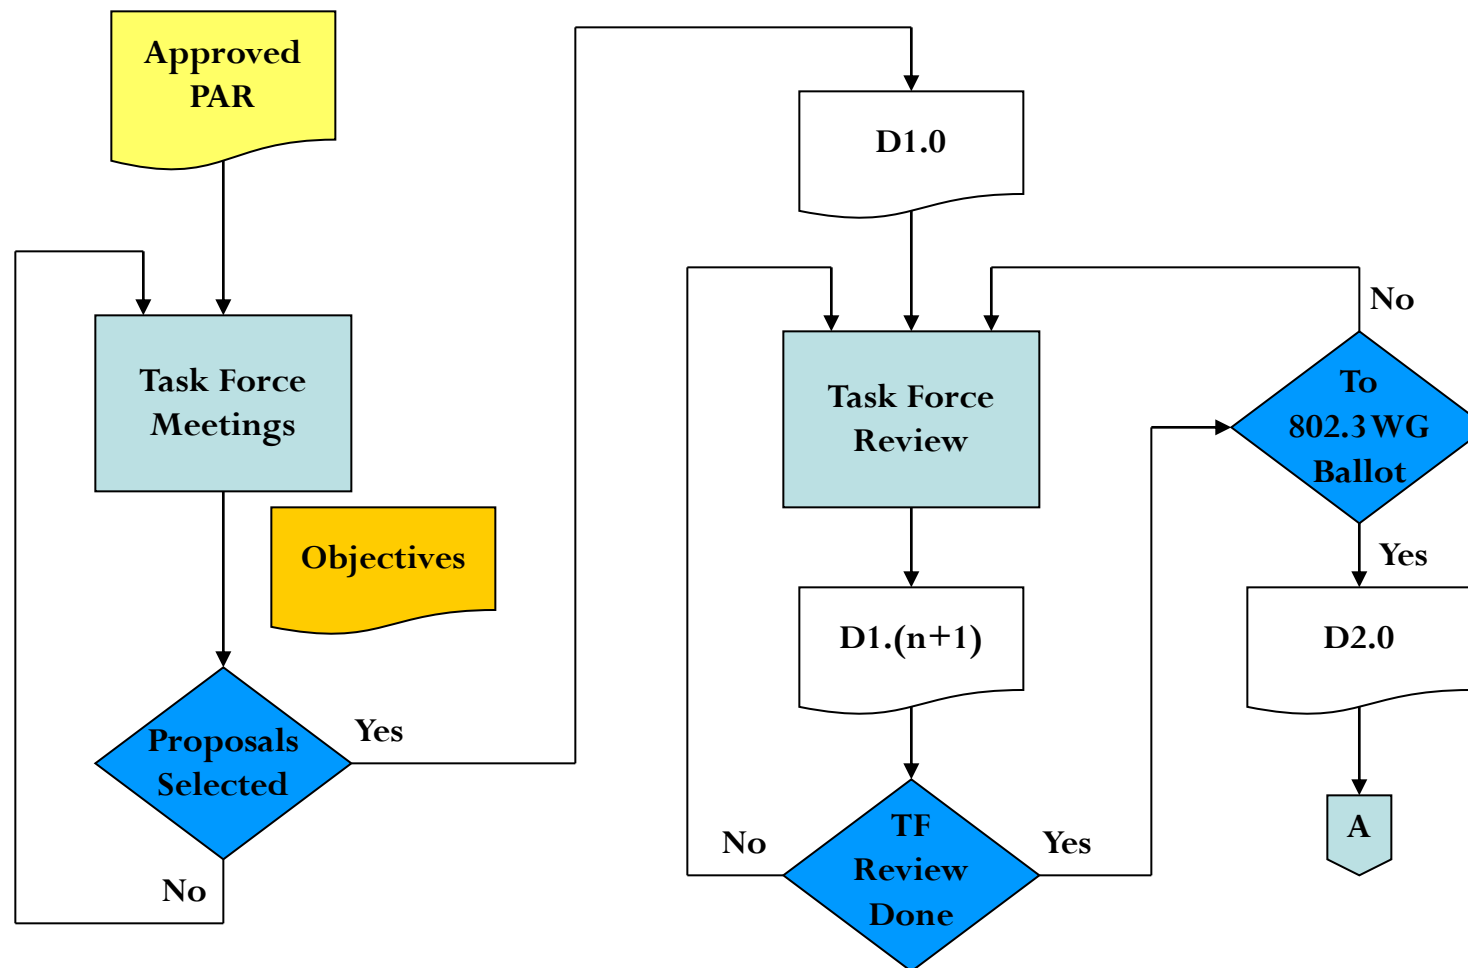 Approved
PAR
Task Force
Meetings
Objectives
Proposals
Selected
Yes
No
D1.0
Task Force
Review
D1.(n+1)
TF
Review
Done
No
Yes
To
802.3 WG
Ballot
No
Yes
D2.0
A